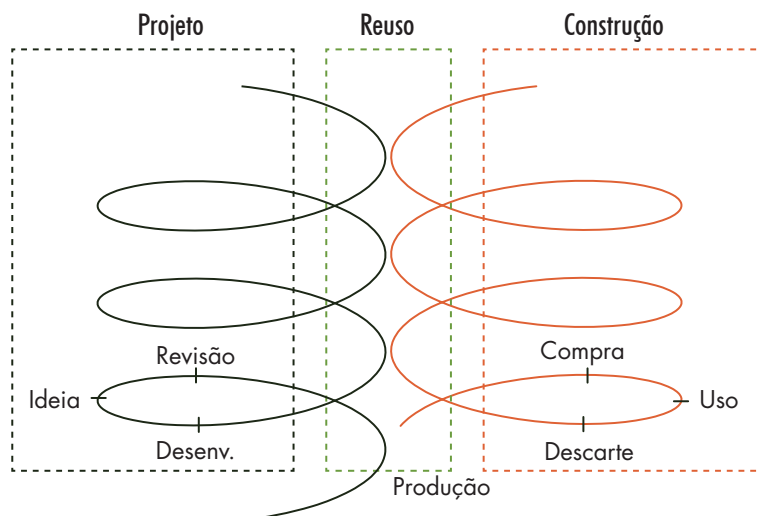 Projeto
Reuso
Construção
Revisão
Compra
Ideia
Uso
Desenv.
Descarte
Produção